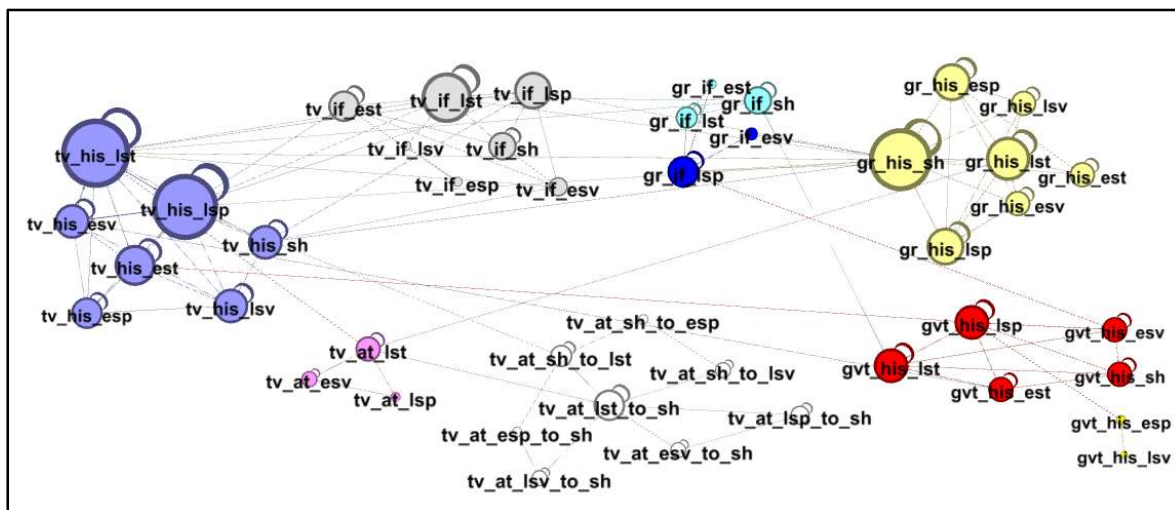 tv_his_lst
tv_his_lsp
tv_his_esv
tv_his_sh
tv_his_est
tv_his_esp
tv_his_lsv
tv_if_est
tv_if_lst
tv_if_lsp
tv_if_lsv
tv_if_sh
tv_if_esp
tv_if_esv
gr_if_est
gr_if_sh
gr_if_lst
gr_if_esv
gr_if_lsp
gr_his_esp
gr_his_lsv
gr_his_sh
gr_his_lst
gr_his_est
gr_his_esv
gr_his_lsp
tv_at_lst
tv_at_esv
tv_at_lsp
tv_at_sh_to_esp
tv_at_sh_to_lst
tv_at_sh_to_lsv
tv_at_lst_to_sh
tv_at_lsp_to_sh
tv_at_esp_to_sh
tv_at_esv_to_sh
tv_at_lsv_to_sh
gvt_his_lsp
gvt_his_esv
gvt_his_lst
gvt_his_sh
gvt_his_est
gvt_his_esp
gvt_his_lsv